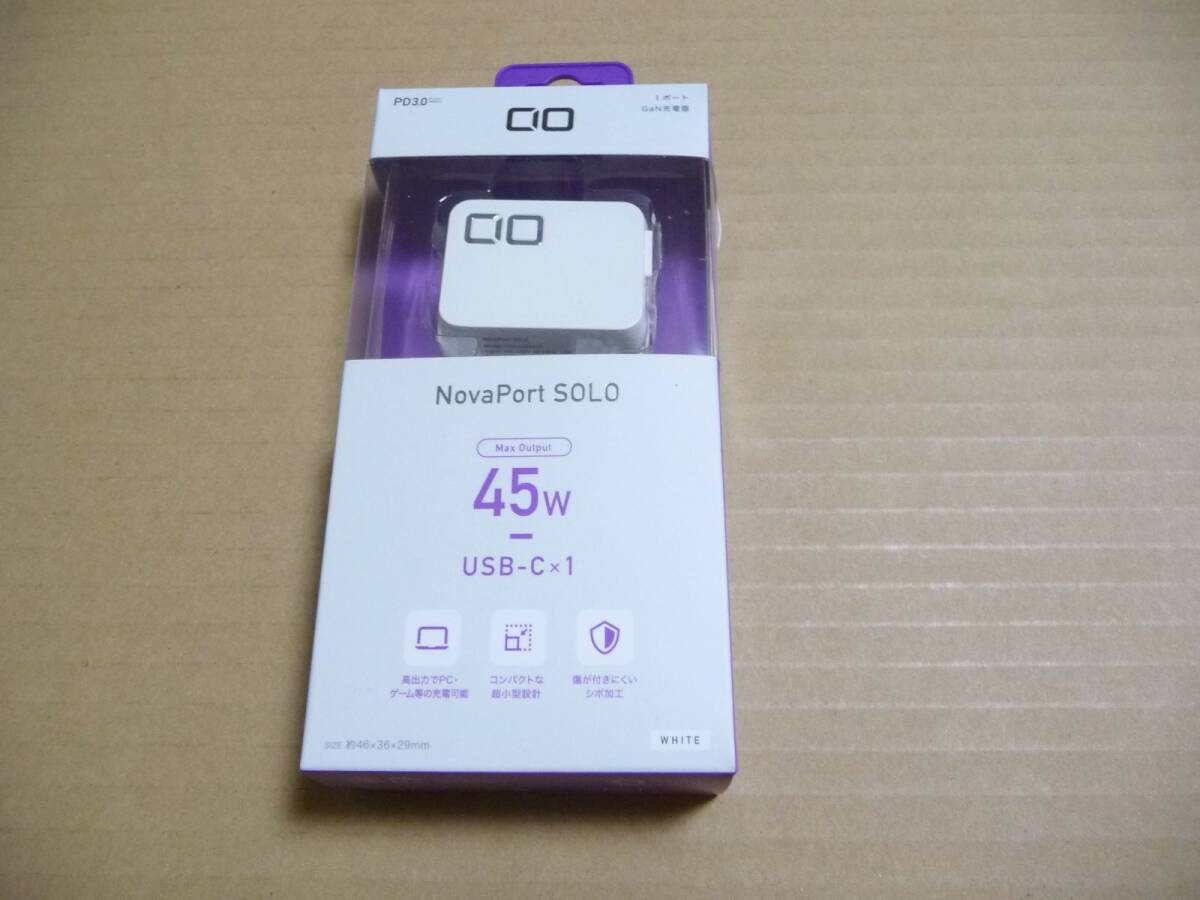 PD3.0
1ポート
GaN充電器
CIO
CIO
NovaPort SOLO
NovaPort SOLO
Max Output
45W
USB-C×1
高出力でPC・
ゲーム等の充電可能
コンパクトな
超小型設計
傷が付きにくい
シボ加工
SIZE 約46×36×29mm
WHITE